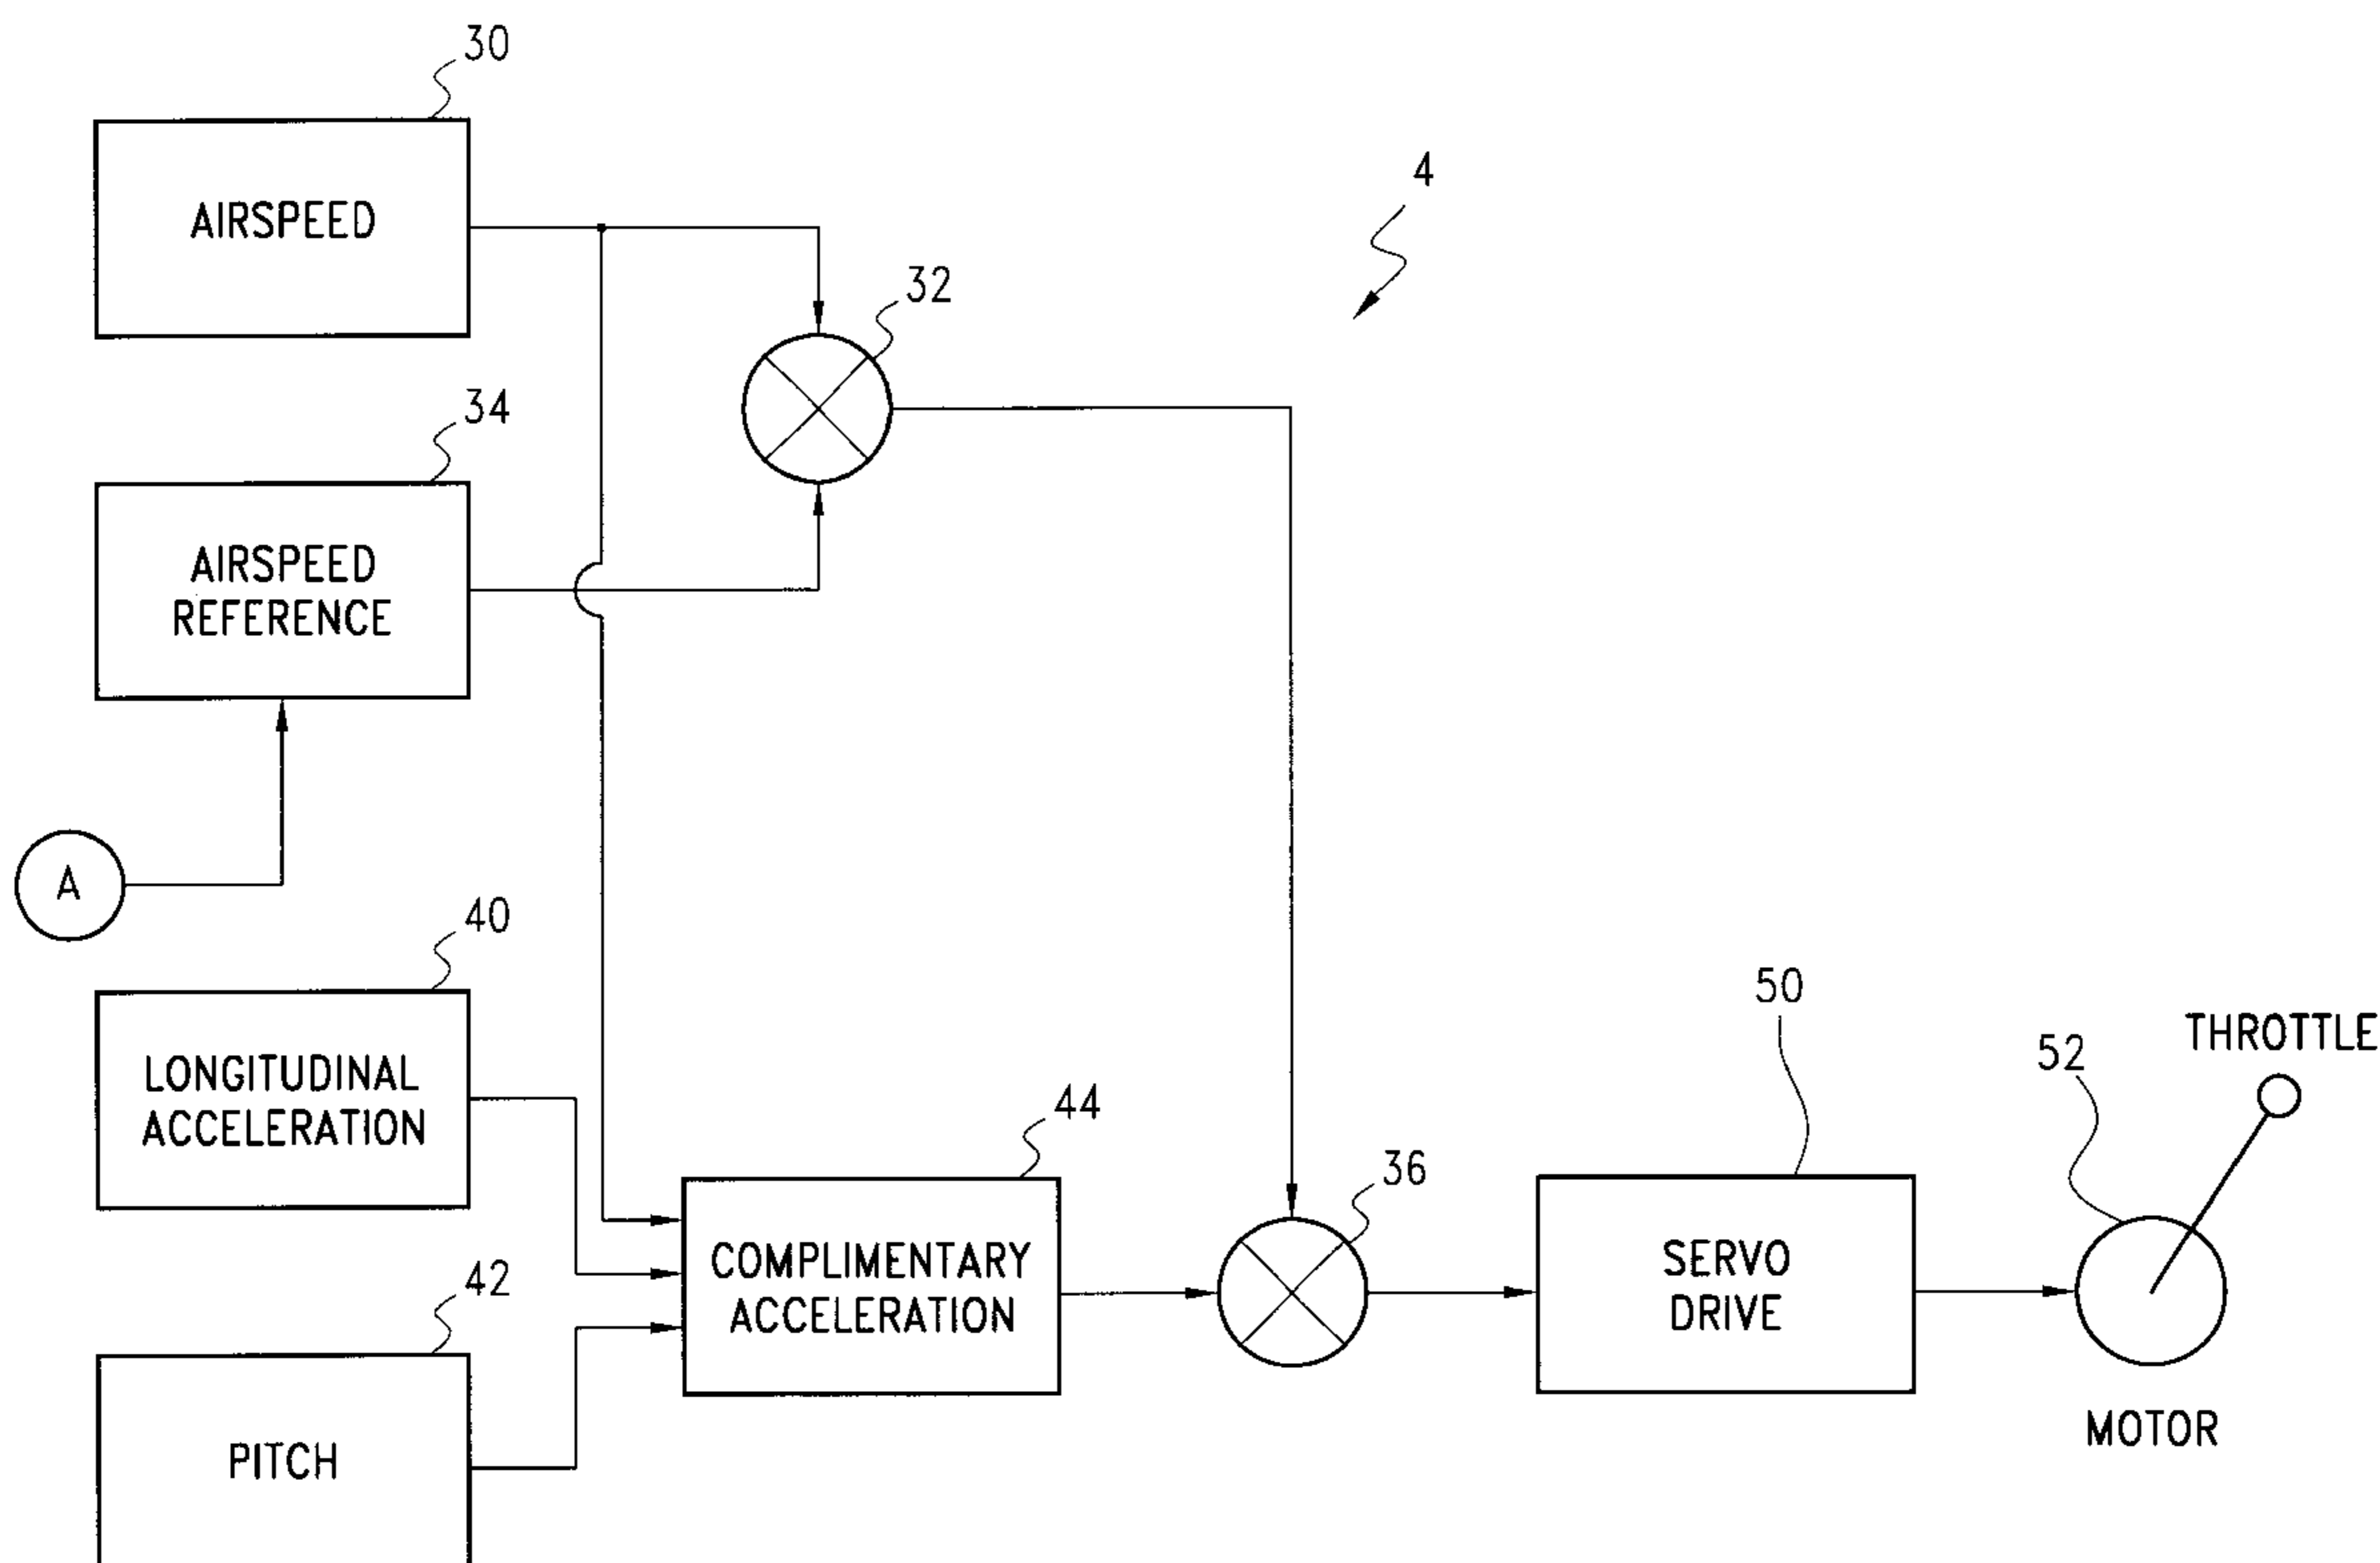 30
AIRSPEED
4
32
34
AIRSPEED
REFERENCE
A
40
LONGITUDINAL
ACCELERATION
42
PITCH
44
COMPLIMENTARY
ACCELERATION
36
50
SERVO
DRIVE
52
THROTTLE
MOTOR